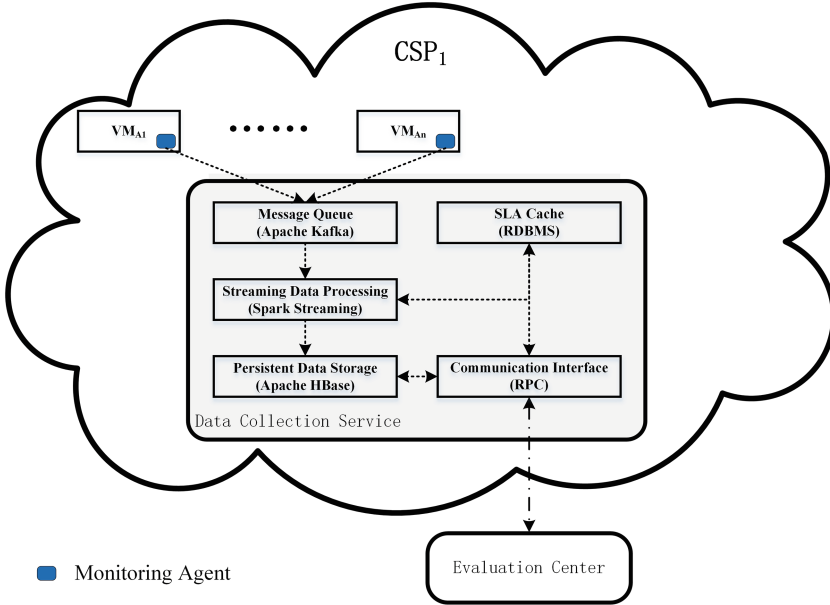 CSP1
VMA1
VMAn
Message Queue
(Apache Kafka)
SLA Cache
(RDBMS)
Streaming Data Processing
(Spark Streaming)
Persistent Data Storage
(Apache HBase)
Communication Interface
(RPC)
Data Collection Service
Evaluation Center
Monitoring Agent